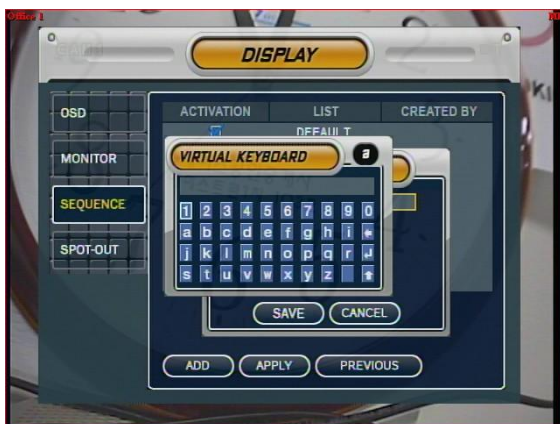 Office 1
DISPLAY
OSD
MONITOR
SEQUENCE
SPOT-OUT
ACTIVATION LIST CREATED BY
DEFAULT
VIRTUAL KEYBOARD a
1 2 3 4 5 6 7 8 9 0
a b c d e f g h i
j k l m n o p q r
s t u v w x y z
SAVE CANCEL
ADD APPLY PREVIOUS